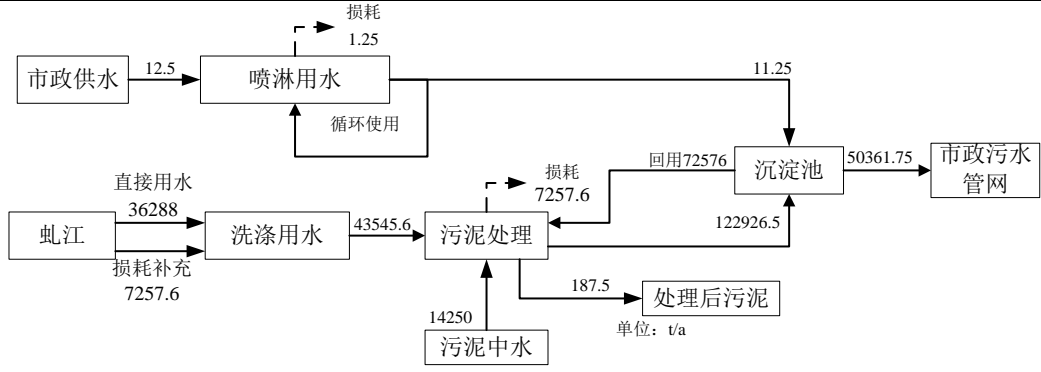 损耗
1.25
市政供水
12.5
喷淋用水
11.25
循环使用
直接用水
36288
虬江
损耗补充
7257.6
洗涤用水
43545.6
损耗
7257.6
污泥处理
回用72576
沉淀池
50361.75
市政污水
管网
122926.5
187.5
处理后污泥
14250
污泥中水
单位：t/a